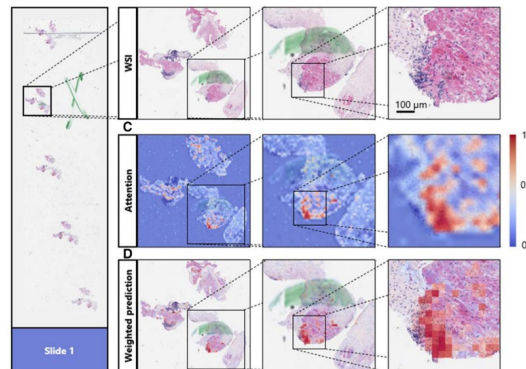 WSI
100 µm
C
Attention
1
0
0
D
Weighted prediction
Slide 1